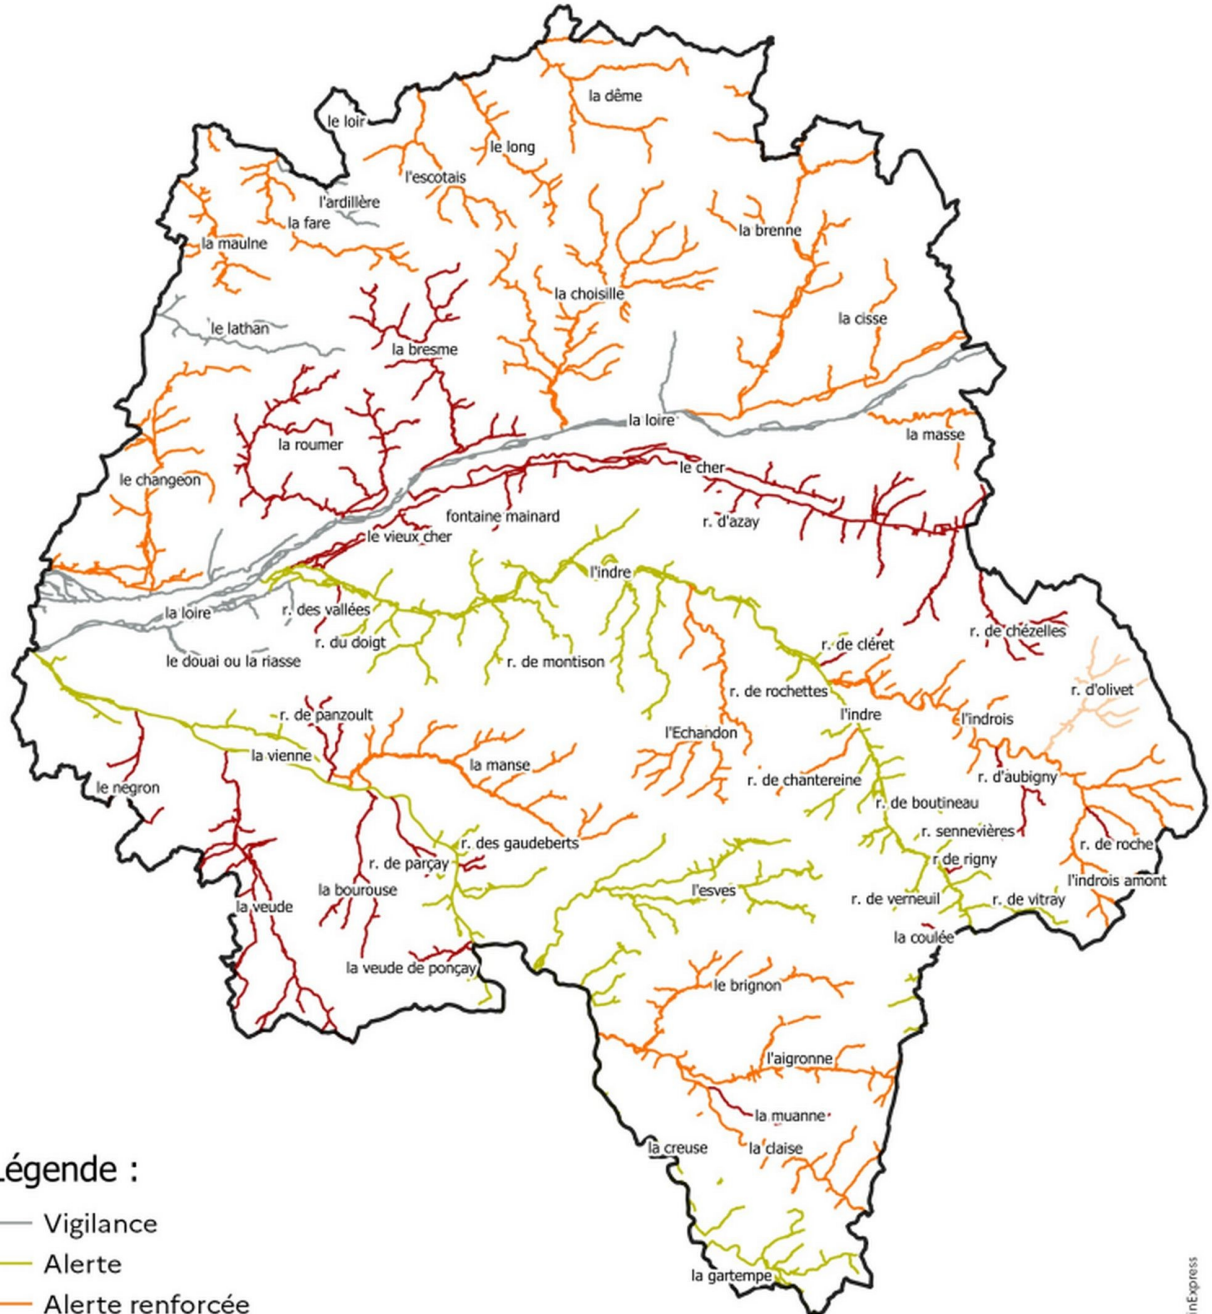 la dême
le loir
le long
l'escotais
l'ardillère
la fare
la brenne
la maulne
la choisille
la cisse
le lathan
la bresme
la loire
la masse
la roumer
le cher
le changeon
fontaine mainard
r. d'azay
le vieux cher
l'indre
la loire
r. des vallées
r. de chézelles
r. du doigt
r. de cléret
le douai ou la riasse
r. de montison
r. de rochettes
r. d'olivet
r. de panzoult
l'indre
l'indrois
l'Echandon
la vienne
la manse
r. de chantereine
r. d'aubigny
le négron
r. de boutineau
r. sennevières
r. des gaudeberts
r. de roche
r. de parçay
r de rigny
l'indrois amont
la bourouse
l'esves
r. de verneuil
r. de vitray
la veude
la coulée
la veude de ponçay
le brignon
l'aigronne
la muanne
la creuse
la claise
Légende :
Vigilance
Alerte
la gartempe
Alerte renforcée
nExpress